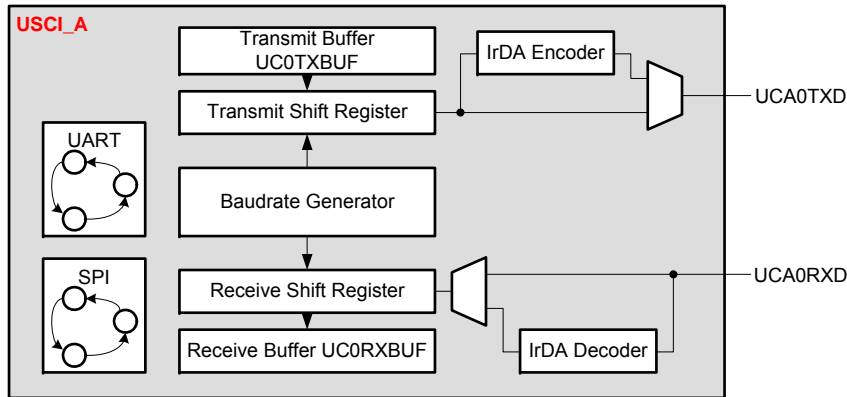 USCI_A
Transmit Buffer
UC0TXBUF
IrDA Encoder
UCA0TXD
Transmit Shift Register
UART
Baudrate Generator
SPI
Receive Shift Register
UCA0RXD
Receive Buffer UC0RXBUF
IrDA Decoder